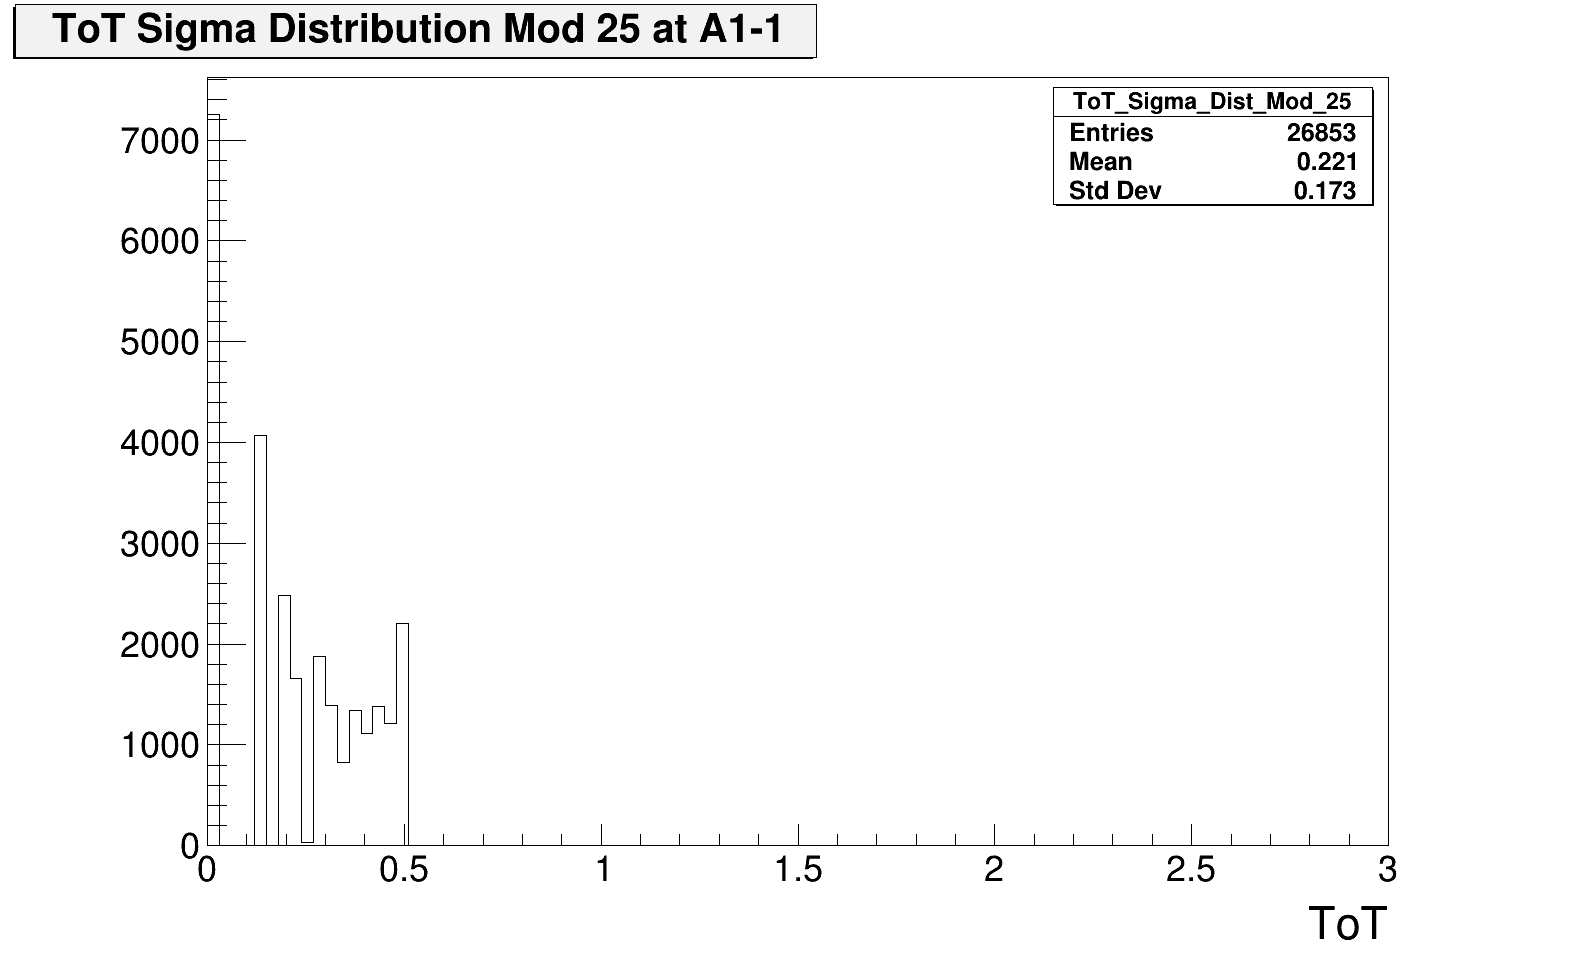 ToT Sigma Distribution Mod 25 at A1-1
ToT_Sigma_Dist_Mod_25
Entries 26853
Mean 0.221
Std Dev 0.173
7000
6000
5000
4000
3000
2000
1000
0
0 0.5 1 1.5 2 2.5 3
ToT